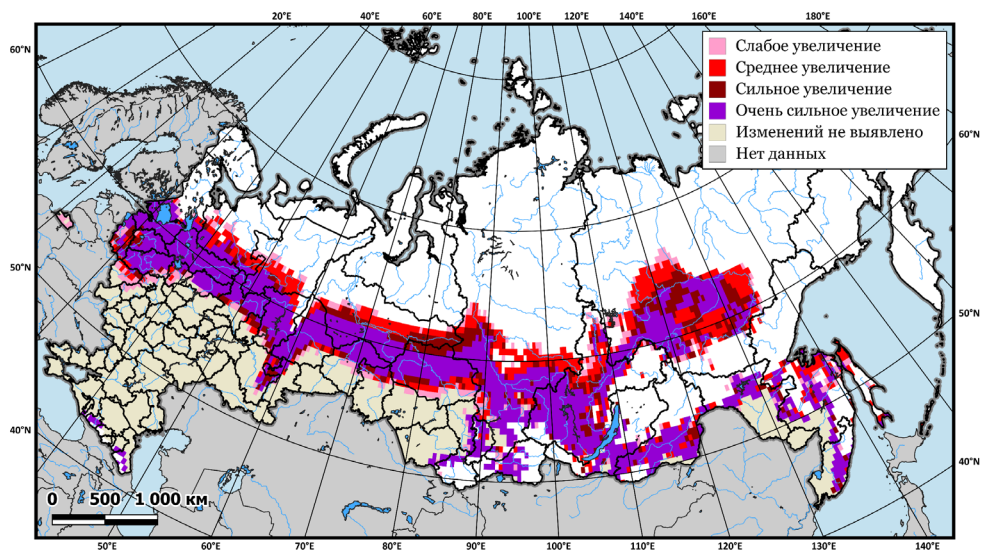 20°E 40°E 60°E 80°E 100°E 120°E 140°E 160°E 180°E
60°N
50°N
40°N
Слабое увеличение
Среднее увеличение
Сильное увеличение
Очень сильное увеличение
Изменений не выявлено
Нет данных
60°N
50°N
40°N
0 500 1 000 км
50°E 60°E 70°E 80°E 90°E 100°E 110°E 120°E 130°E 140°E